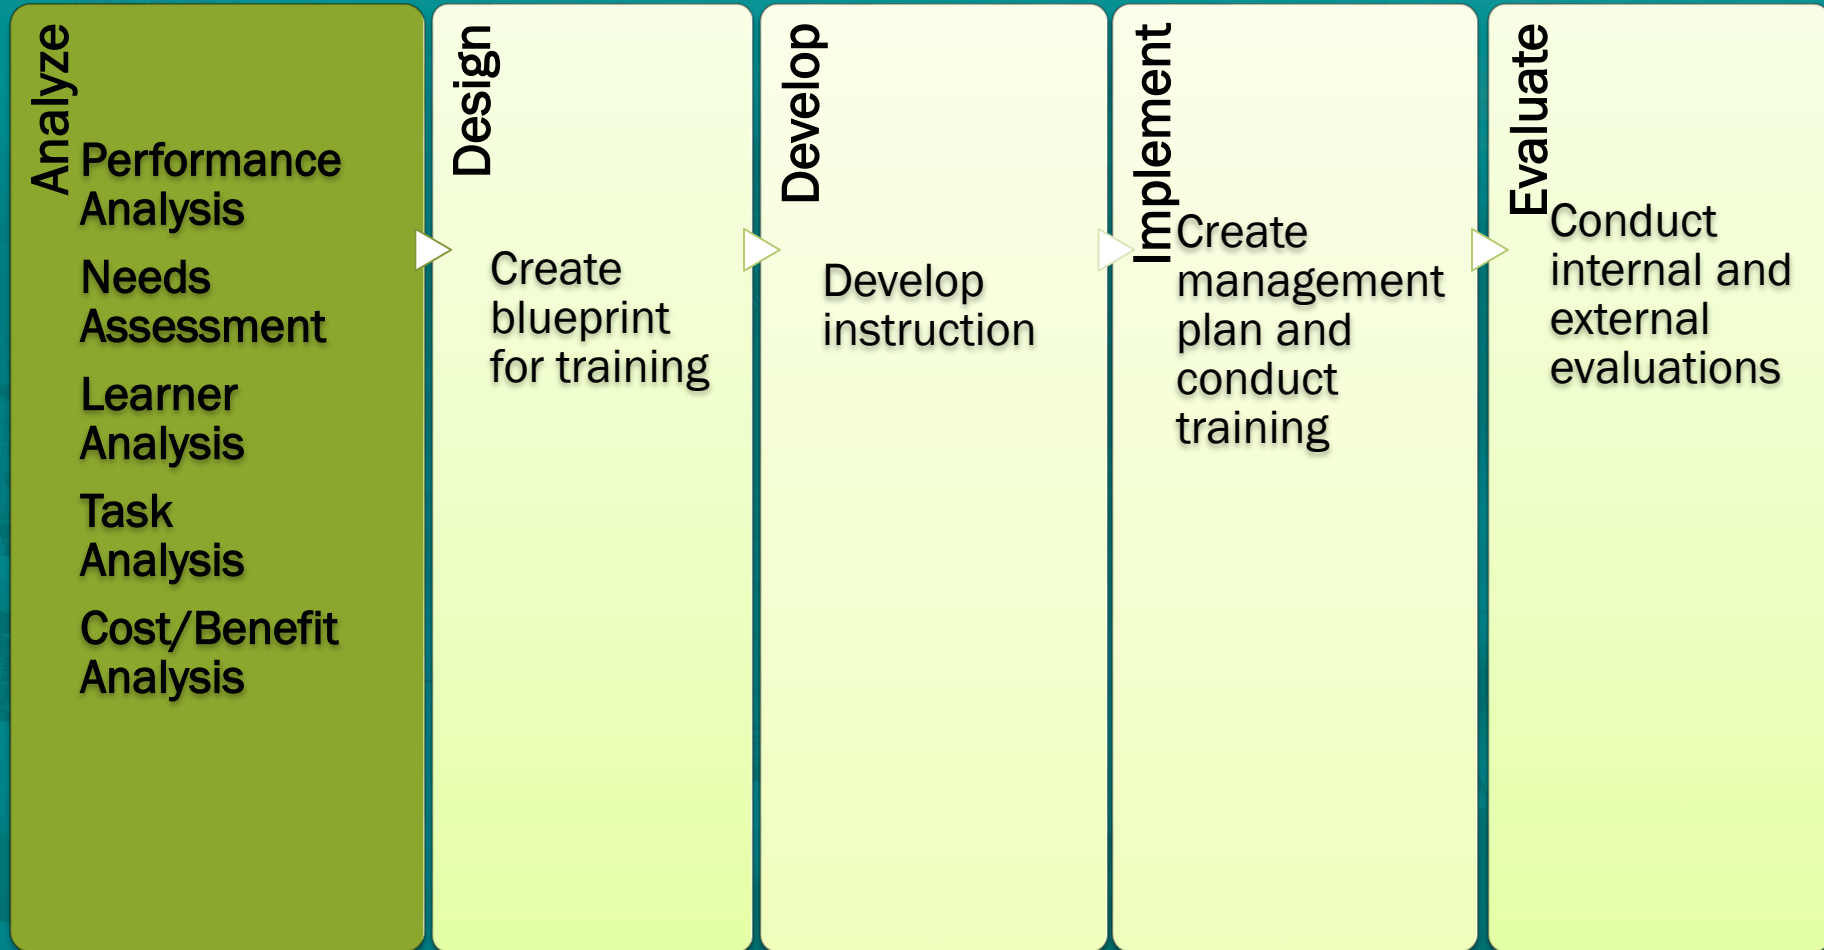 Analyze
Performance
Analysis
Needs
Assessment
Learner
Analysis
Task
Analysis
Cost/Benefit
Analysis
Design
Create
blueprint
for training
Develop
Develop
instruction
Implement
Create
management
plan and
conduct
training
Evaluate
Conduct
internal and
external
evaluations